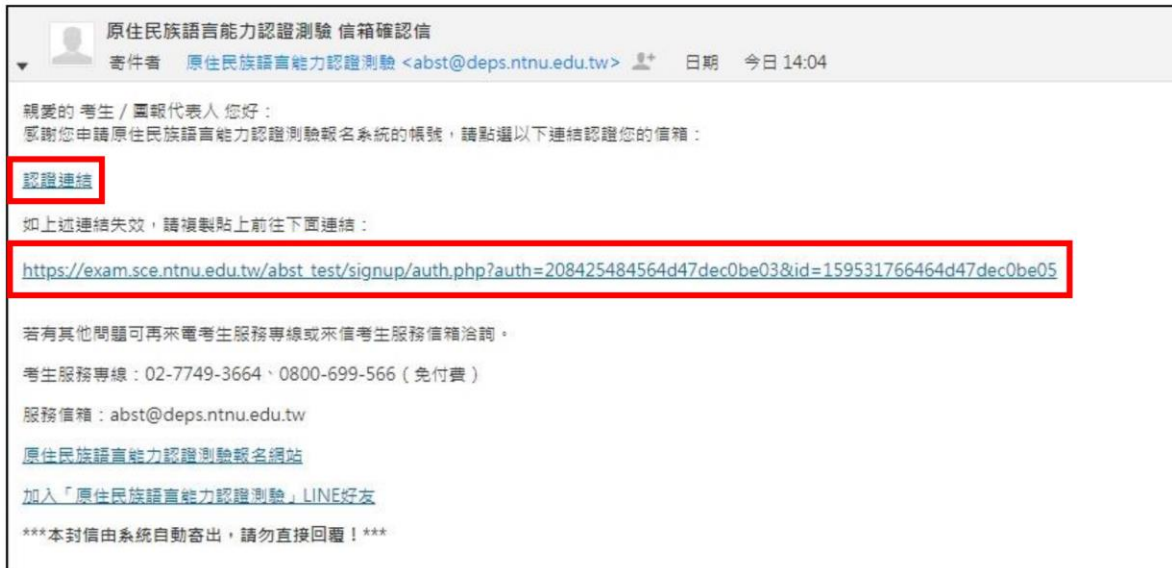 原住民族語言能力認證測驗 信箱確認信
寄件者 原住民族語言能力認證測驗 <abst@deps.ntnu.edu.tw> 日期 今日 14:04
親愛的 考生 / 團報代表人 您好：
感謝您申請原住民族語言能力認證測驗報名系統的帳號，請點選以下連結認證您的信箱：
認證連結
如上述連結失效，請複製貼上前往下面連結：
https://exam.sce.ntnu.edu.tw/abst_test/signup/auth.php?auth=208425484564d47dec0be03&id=159531766464d47dec0be05
若有其他問題可再來電考生服務專線或來信考生服務信箱洽詢。
考生服務專線：02-7749-3664、0800-699-566（免付費）
服務信箱：abst@deps.ntnu.edu.tw
原住民族語言能力認證測驗報名網站
加入「原住民族語言能力認證測驗」LINE好友
***本封信由系統自動寄出，請勿直接回覆！***